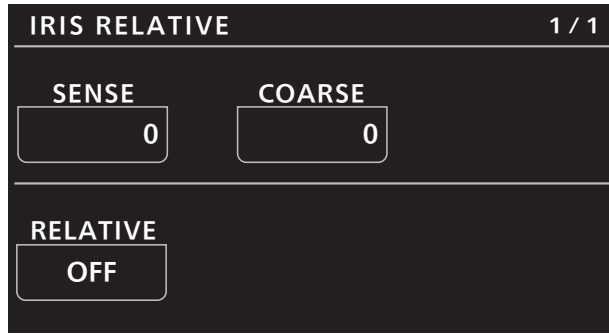 IRIS RELATIVE 1/1
SENSE COARSE
0 0
RELATIVE
OFF